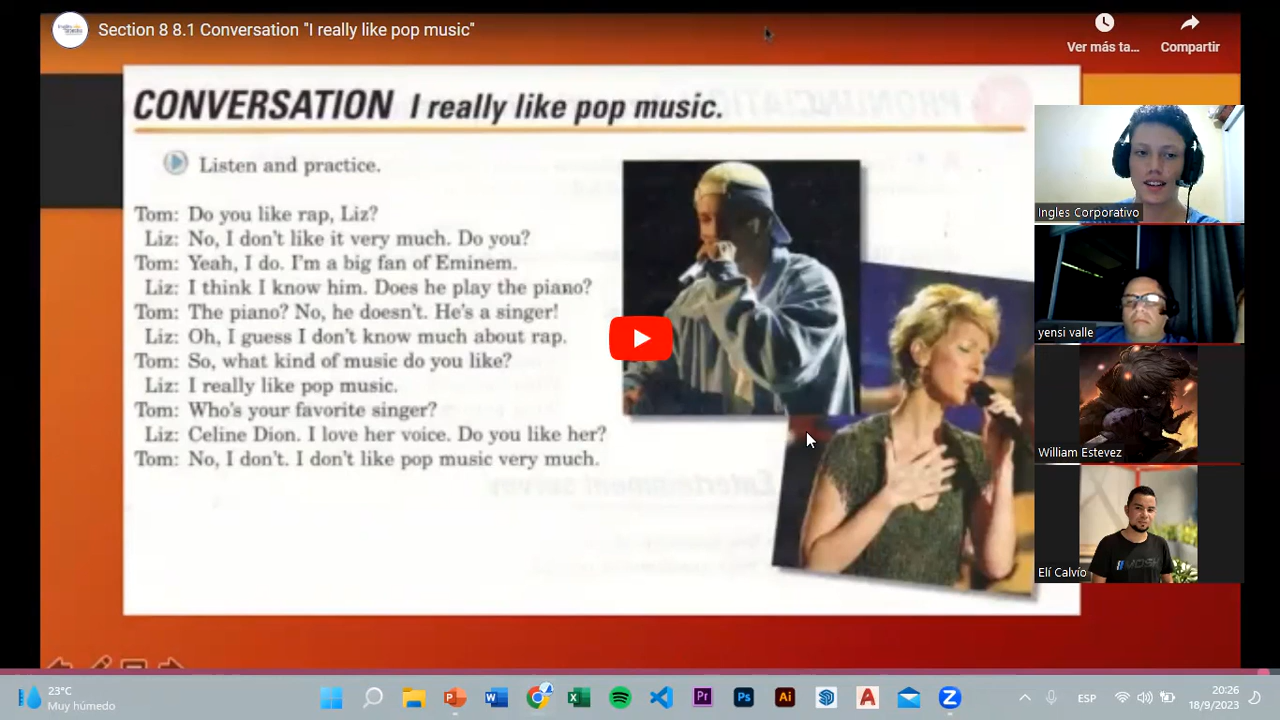 Section 8 8.1 Conversation "I really like pop music"
Ver más ta...
Compartir
CONVERSATION I really like pop music.
Listen and practice.
Tom: Do you like rap, Liz?
Liz: No, I don't like it very much. Do you?
Tom: Yeah, I do. I'm a big fan of Eminem.
Liz: I think I know him. Does he play the piano?
Tom: The piano? No, he doesn't. He's a singer!
Liz: Oh, I guess I don't know much about rap.
Tom: So, what kind of music do you like?
Liz: I really like pop music.
Tom: Who's your favorite singer?
Liz: Celine Dion. I love her voice. Do you like her?
Tom: No, I don't. I don't like pop music very much.
Ingles Corporativo
yensi valle
William Estevez
Elí Calvío
23°C
Muy húmedo
ESP
20:26
18/9/2023